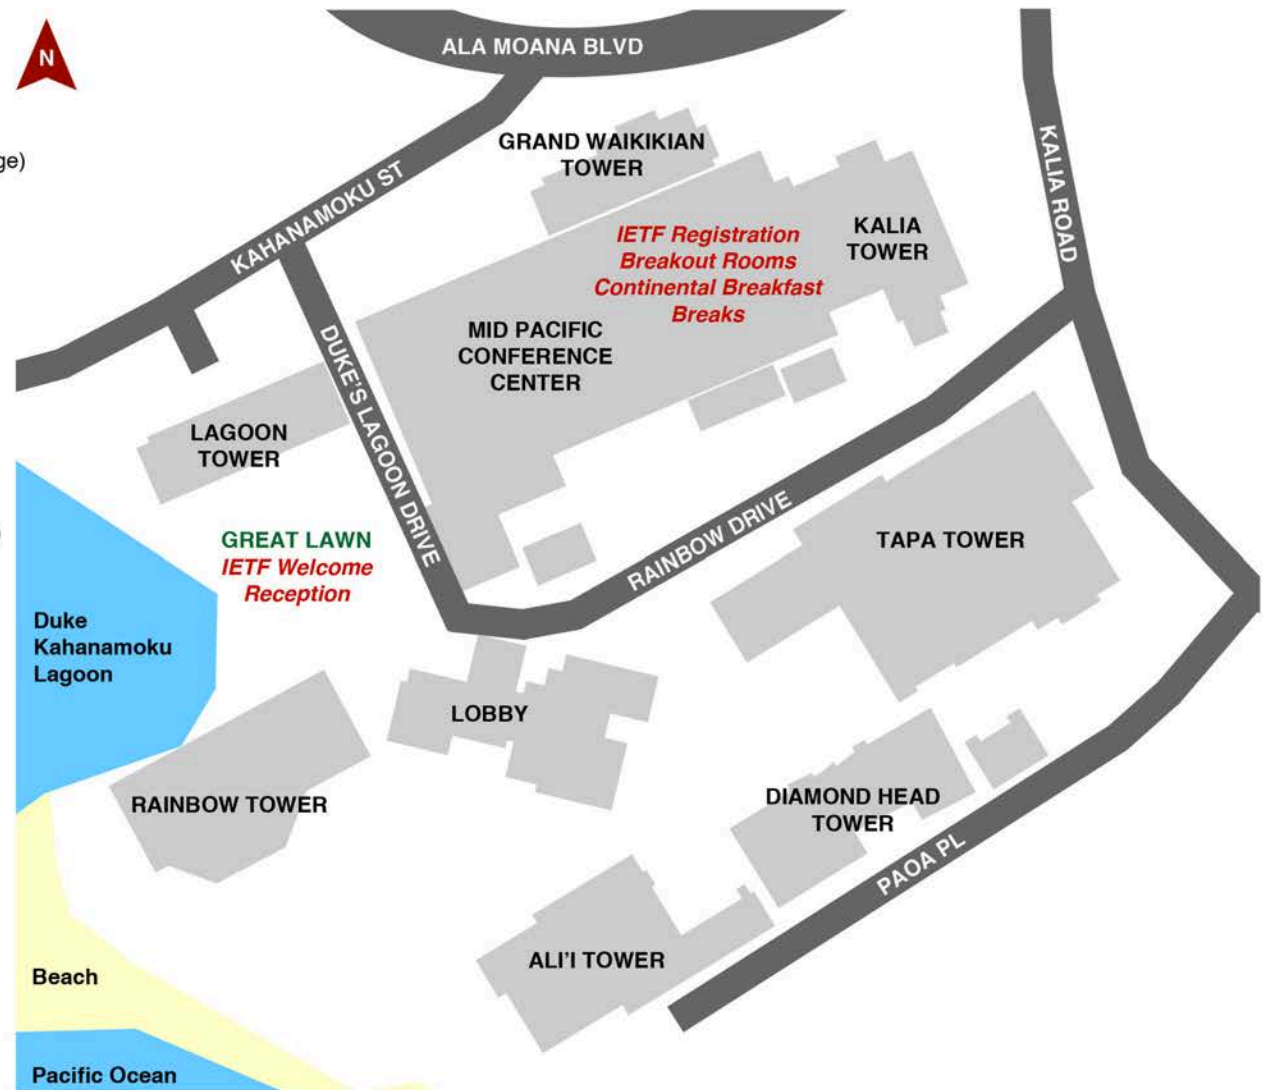 ALA MOANA BLVD
N
ge)
GRAND WAIKIKIAN
TOWER
KAHANAMOKU ST
KALIA ROAD
KALIA
TOWER
IETF Registration
Breakout Rooms
Continental Breakfast
Breaks
MID PACIFIC
CONFERENCE
CENTER
DUKE'S LAGOON DRIVE
LAGOON
TOWER
RAINBOW DRIVE
TAPA TOWER
)
GREAT LAWN
IETF Welcome
Reception
Duke
Kahanamoku
Lagoon
LOBBY
RAINBOW TOWER
DIAMOND HEAD
TOWER
PAOA PL
ALI'I TOWER
Beach
Pacific Ocean